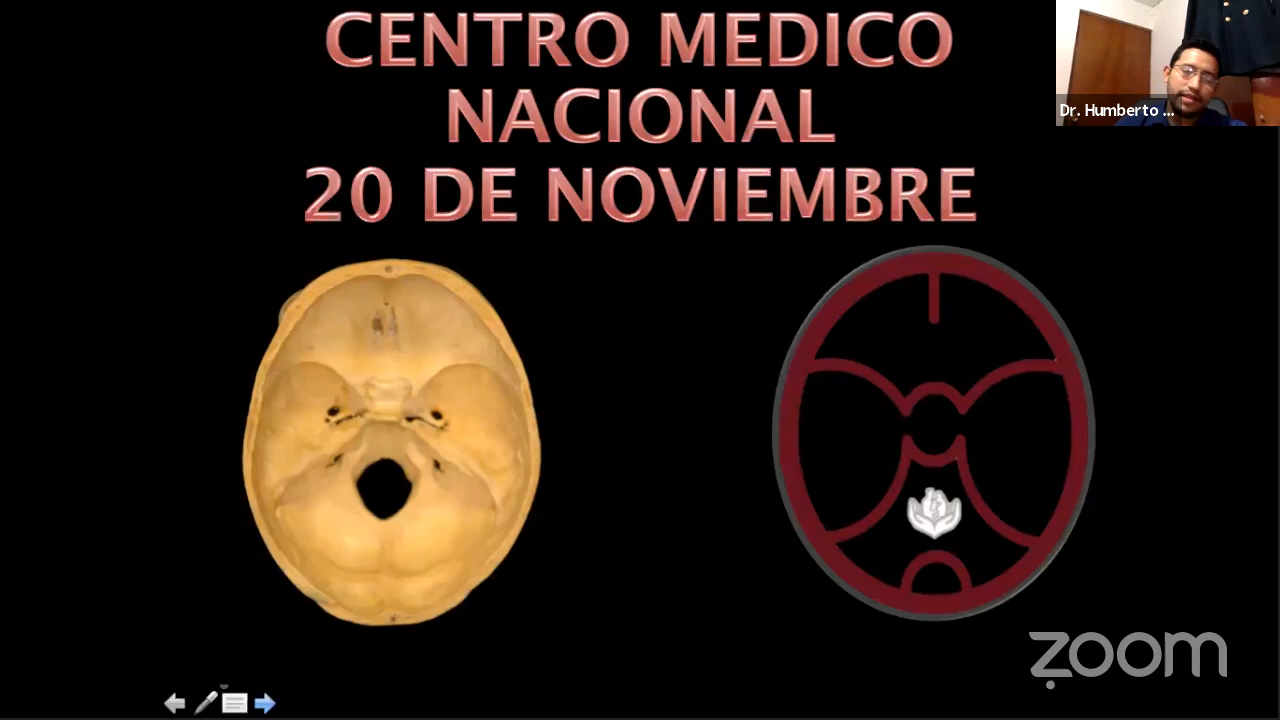 CENTRO MEDICO
NACIONAL
20 DE NOVIEMBRE
Dr. Humberto ...
zoom